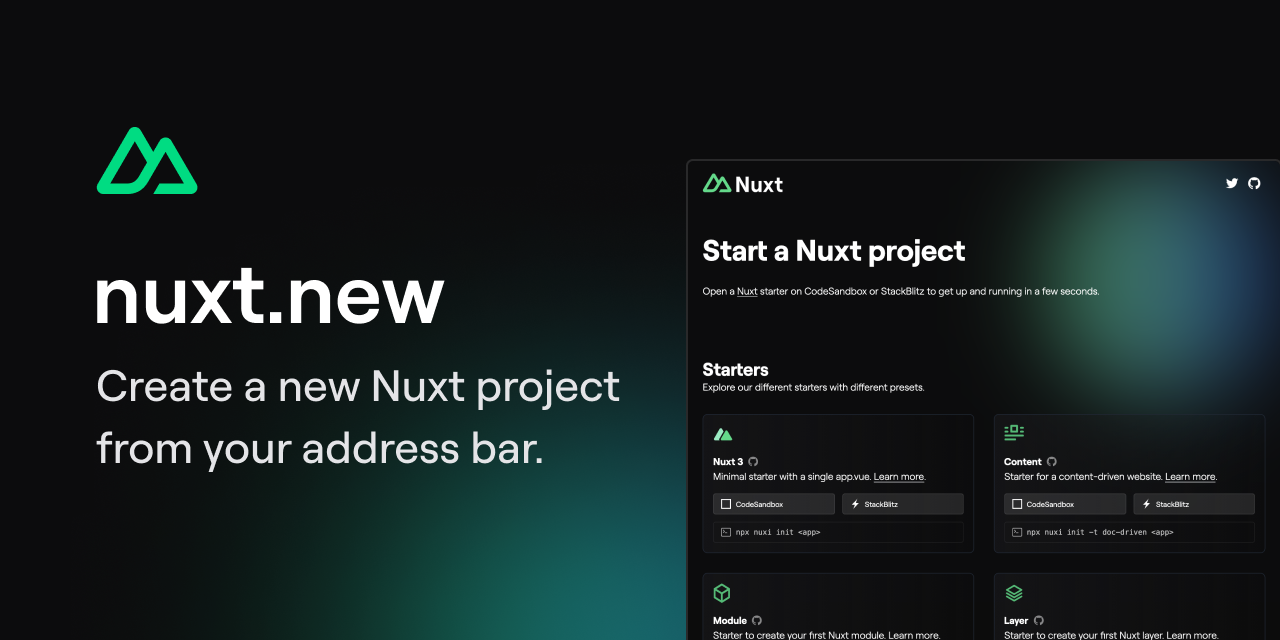 nuxt.new
Create a new Nuxt project
from your address bar.
Nuxt
Start a Nuxt project
Open a Nuxt starter on CodeSandbox or StackBlitz to get up and running in a few seconds.
Starters
Explore our different starters with different presets.
Nuxt 3
Minimal starter with a single app.vue. Learn more.
CodeSandbox StackBlitz
npx nuxi init <app>
Content
Starter for a content-driven website. Learn more.
CodeSandbox StackBlitz
npx nuxi init -t doc-driven <app>
Module
Starter to create your first Nuxt module. Learn more.
Layer
Starter to create your first Nuxt layer. Learn more.